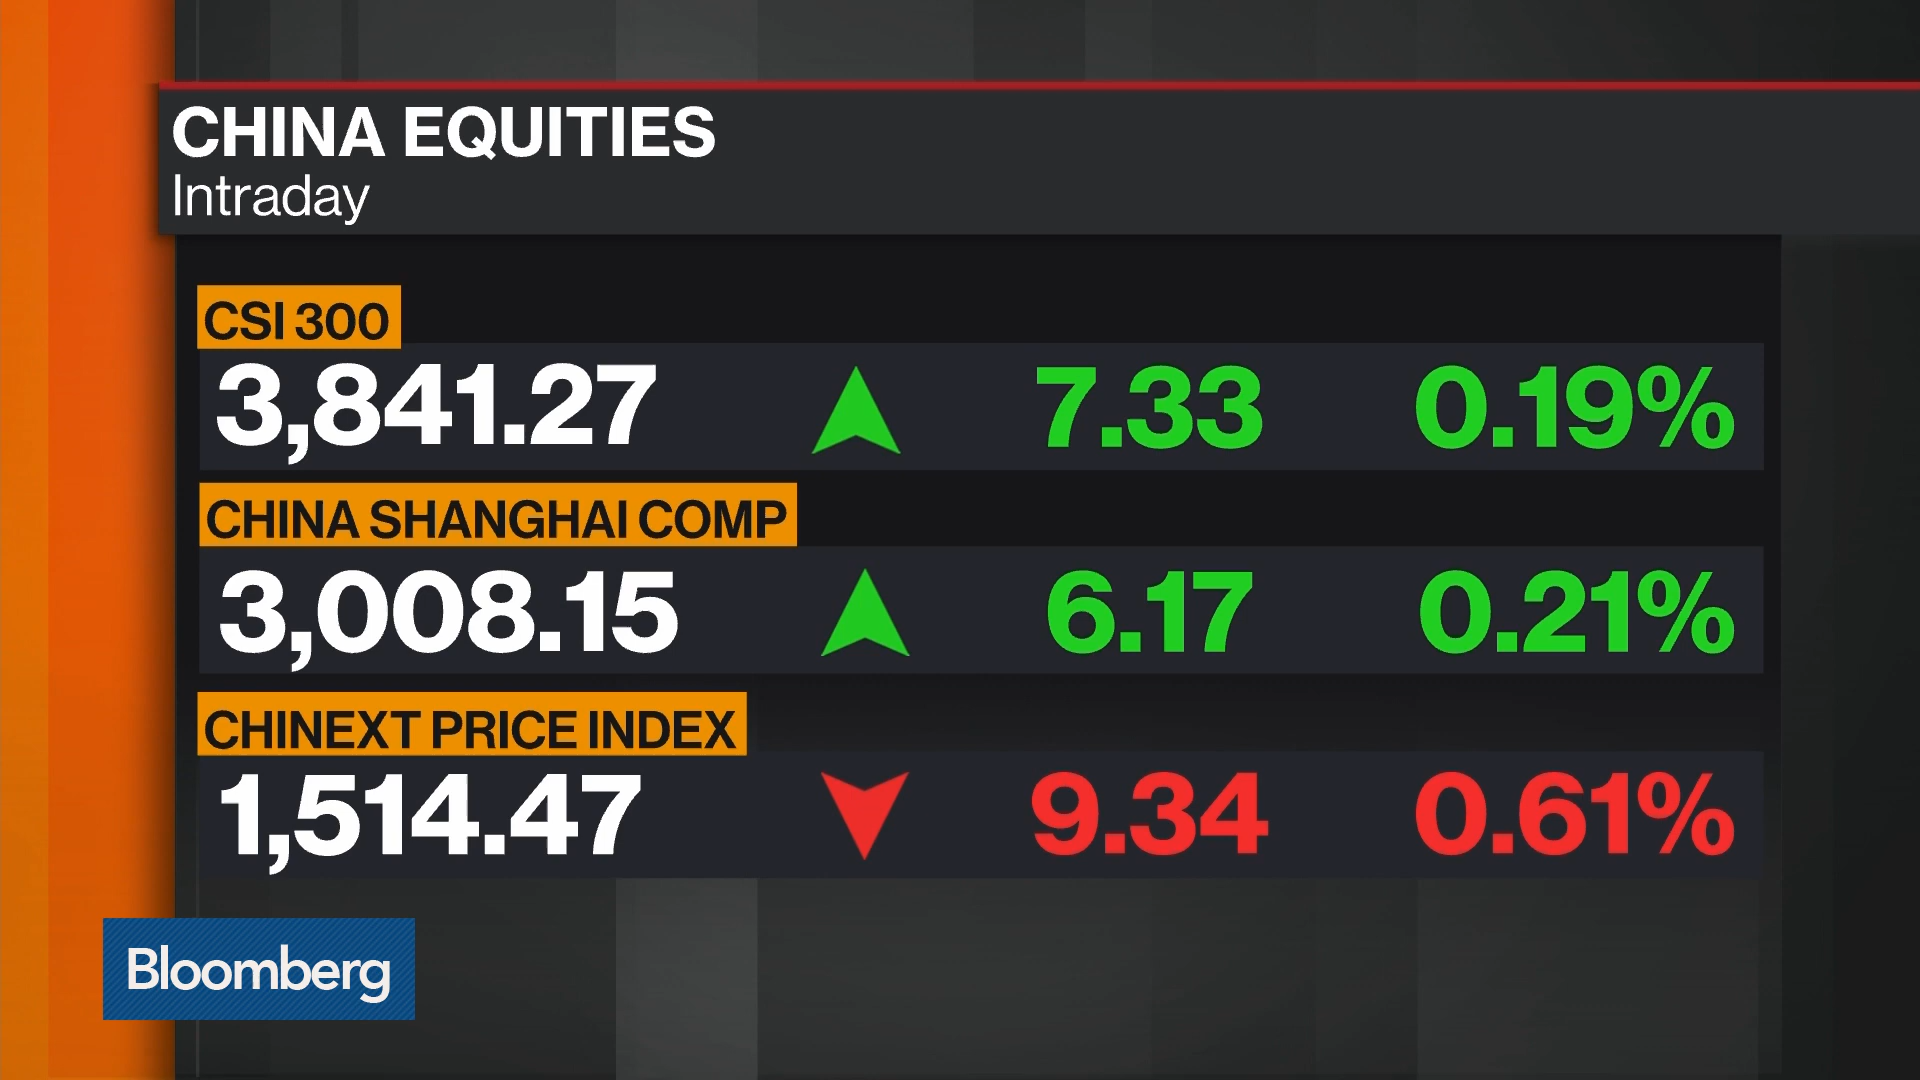 CHINA EQUITIES
Intraday
CSI 300
3,841.27 7.33 0.19%
CHINA SHANGHAI COMP
3,008.15 6.17 0.21%
CHINEXT PRICE INDEX
1,514.47 9.34 0.61%
Bloomberg